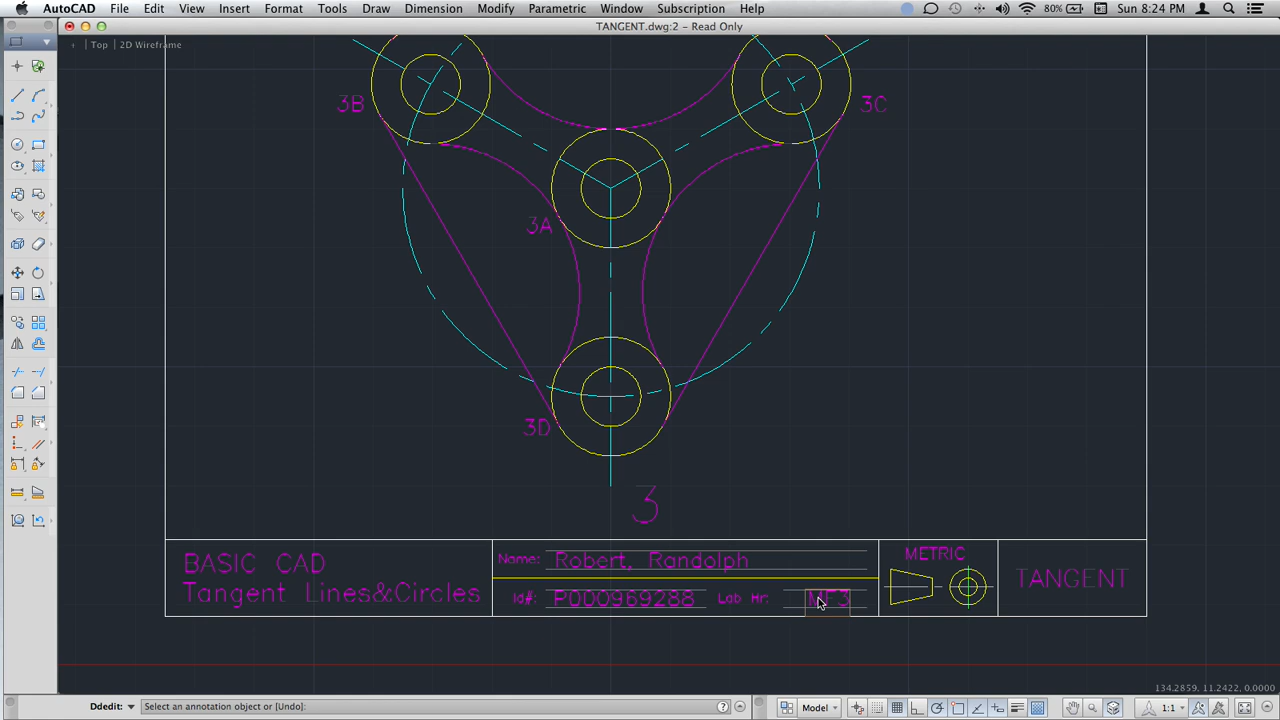 AutoCAD File Edit View Insert Format Tools Draw Dimension Modify Parametric Window Subscription Help 80% Sun 8:24 PM
TANGENT.dwg:2 – Read Only
+ Top 2D Wireframe
3B
3C
3A
3D
3
BASIC CAD
Tangent Lines&Circles
Name: Robert, Randolph
Id#: P000969288 Lab Hr: MF3
METRIC
TANGENT
134.2859, 11.2422, 0.0000
Ddedit: Select an annotation object or [Undo]:
?
Model
1:1